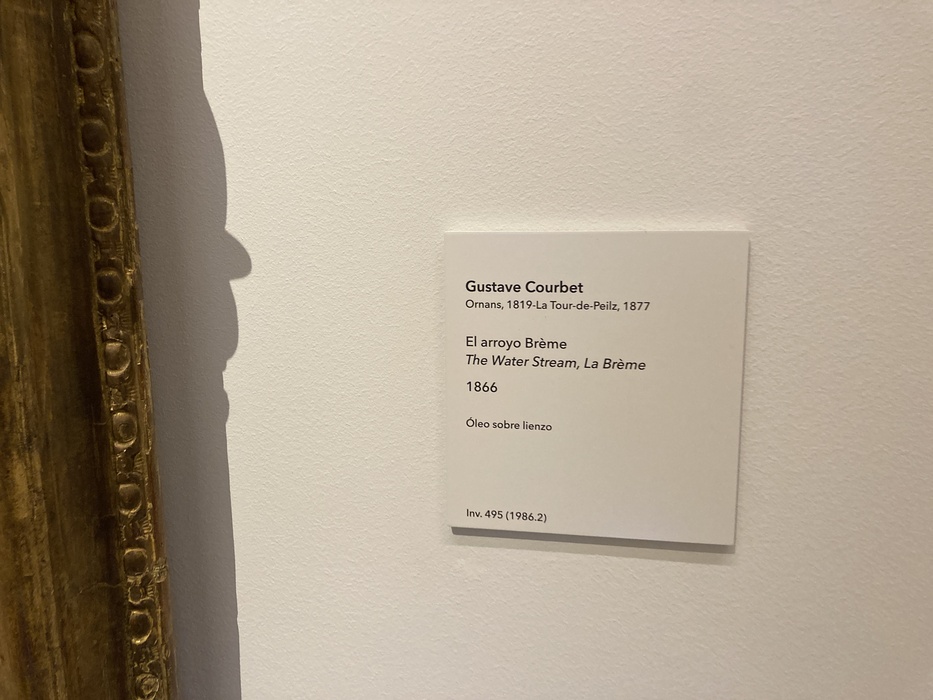 Gustave Courbet
Ornans, 1819-La Tour-de-Peilz, 1877
El arroyo Brème
The Water Stream, La Brème
1866
Óleo sobre lienzo
Inv. 495 (1986.2)